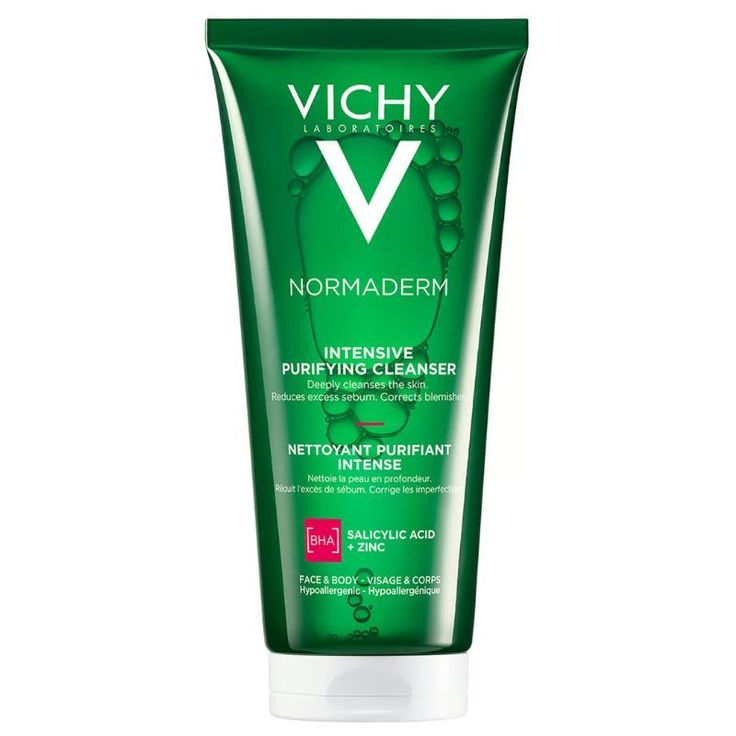 VICHY
LABORATOIRES
NORMADERM
INTENSIVE
PURIFYING CLEANSER
Deeply cleanses the skin.
Reduces excess sebum. Corrects blemishes
NETTOYANT PURIFIANT
INTENSE
Nettoie la peau en profondeur.
Réduit l'excès de sébum. Corrige les imperfections
[BHA] SALICYLIC ACID
+ ZINC
FACE & BODY - VISAGE & CORPS
Hypoallergenic - Hypoallergénique